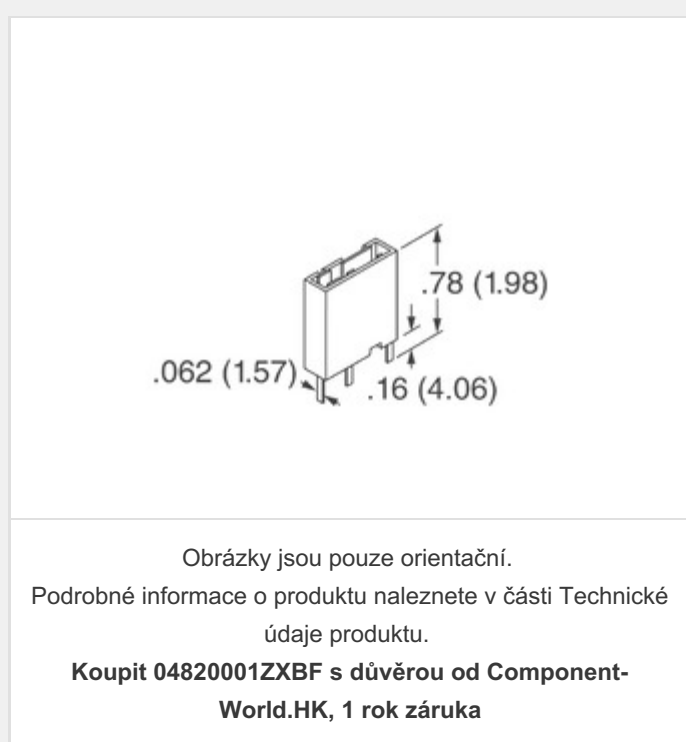 .78 (1.98)
.062 (1.57)
.16 (4.06)
Obrázky jsou pouze orientační.
Podrobné informace o produktu naleznete v části Technické
údaje produktu.
Koupit 04820001ZXBF s důvěrou od Component-
World.HK, 1 rok záruka